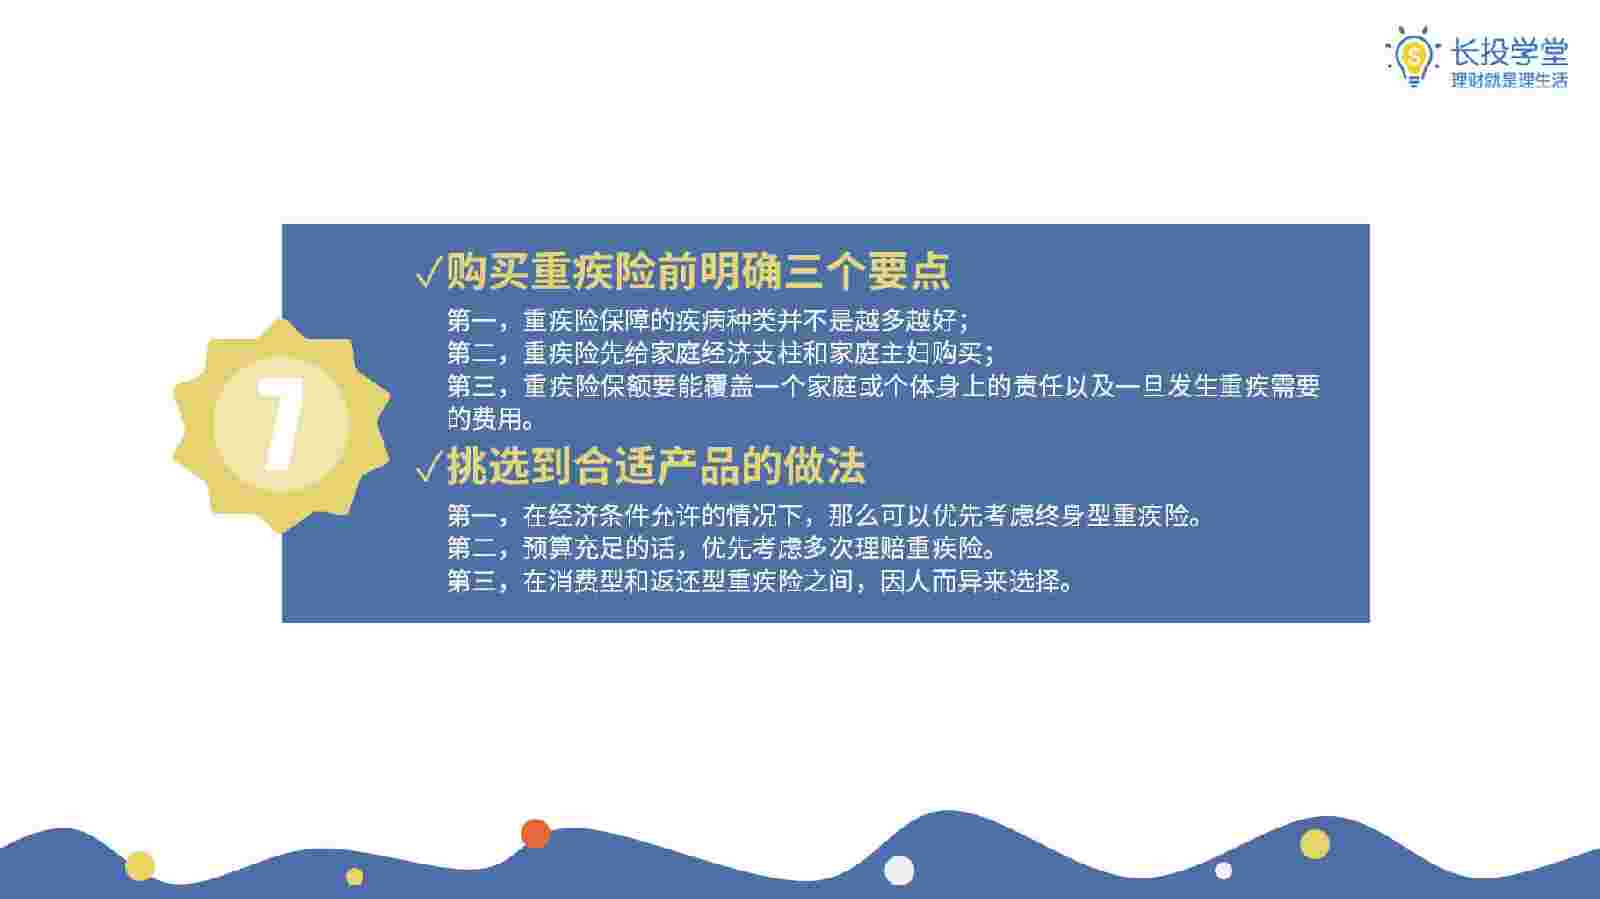 长投学堂
理财就是理生活
✓购买重疾险前明确三个要点
第一，重疾险保障的疾病种类并不是越多越好；
第二，重疾险先给家庭经济支柱和家庭主妇购买；
第三，重疾险保额要能覆盖一个家庭或个体身上的责任以及一旦发生重疾需要
的费用。
7
✓挑选到合适产品的做法
第一，在经济条件允许的情况下，那么可以优先考虑终身型重疾险。
第二，预算充足的话，优先考虑多次理赔重疾险。
第三，在消费型和返还型重疾险之间，因人而异来选择。